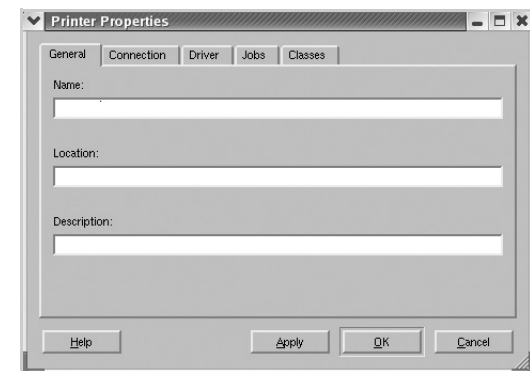 Printer Properties
General Connection Driver Jobs Classes
Name:
Location:
Description:
Help Apply OK Cancel